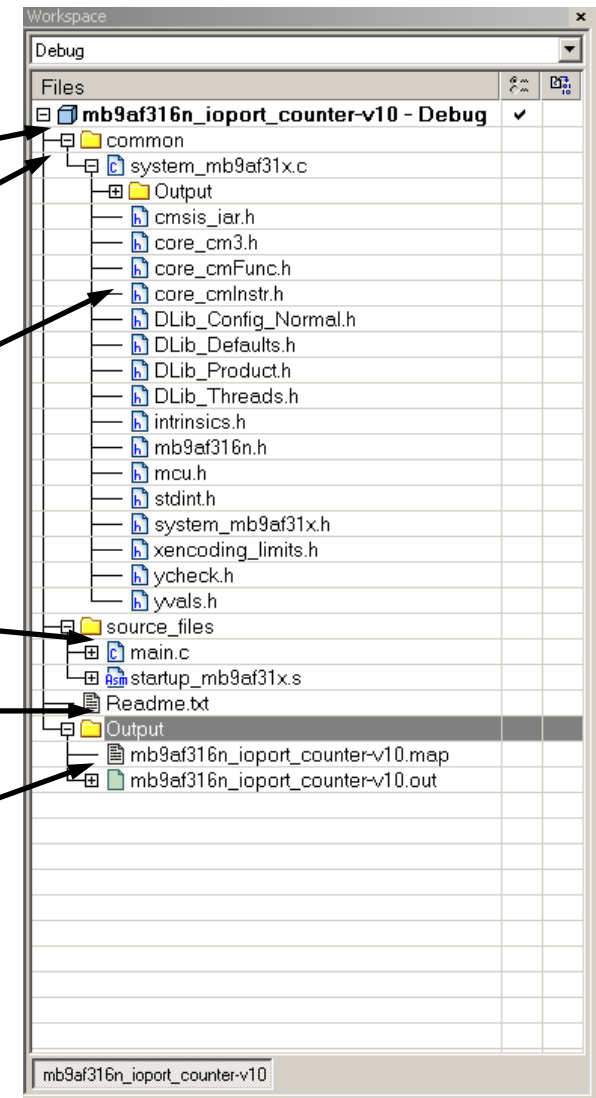 Workspace
Debug
Files
mb9af316n_ioport_counter-v10 - Debug
common
system_mb9af31x.c
Output
cmsis_iar.h
core_cm3.h
core_cmFunc.h
core_cmInstr.h
DLib_Config_Normal.h
DLib_Defaults.h
DLib_Product.h
DLib_Threads.h
intrinsics.h
mb9af316n.h
mcu.h
stdint.h
system_mb9af31x.h
xencoding_limits.h
ycheck.h
yvals.h
source_files
main.c
startup_mb9af31x.s
Readme.txt
Output
mb9af316n_ioport_counter-v10.map
mb9af316n_ioport_counter-v10.out
mb9af316n_ioport_counter-v10